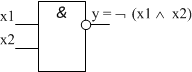 x1 & y = ¬ (x1 ∧ x2)
x2